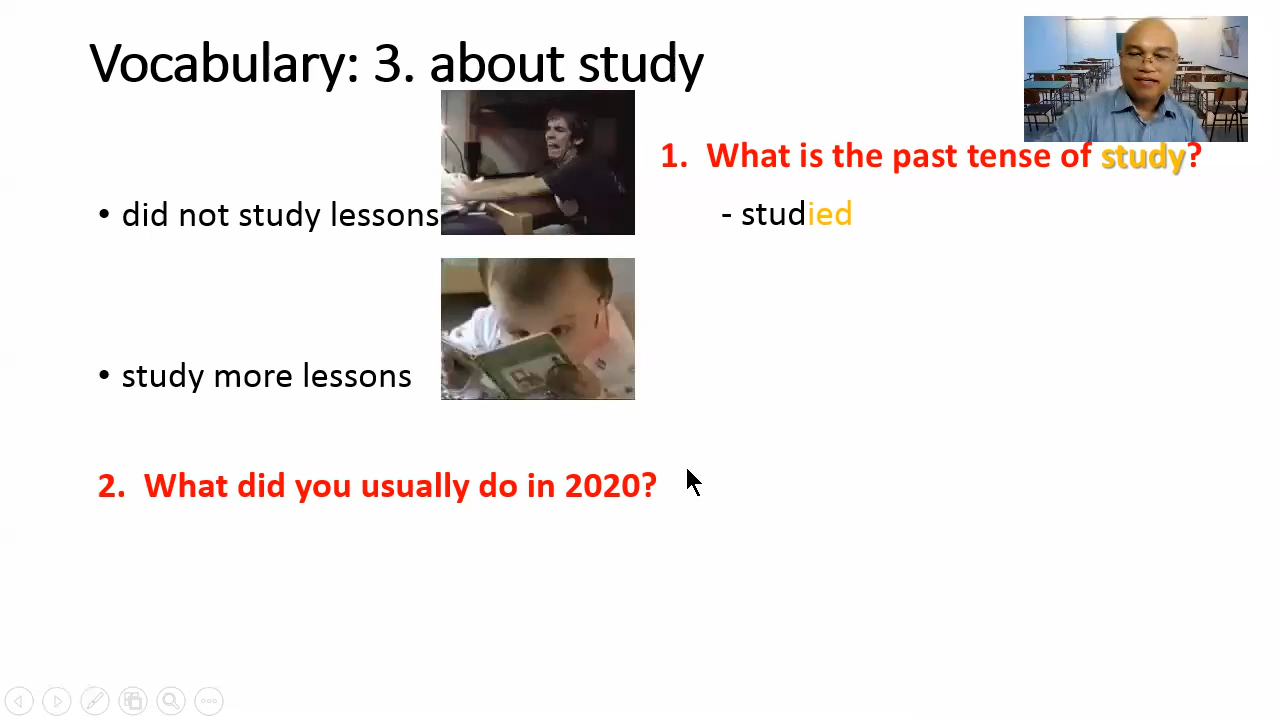 Vocabulary: 3. about study
• did not study lessons
• study more lessons
1. What is the past tense of study?
- studied
2. What did you usually do in 2020?